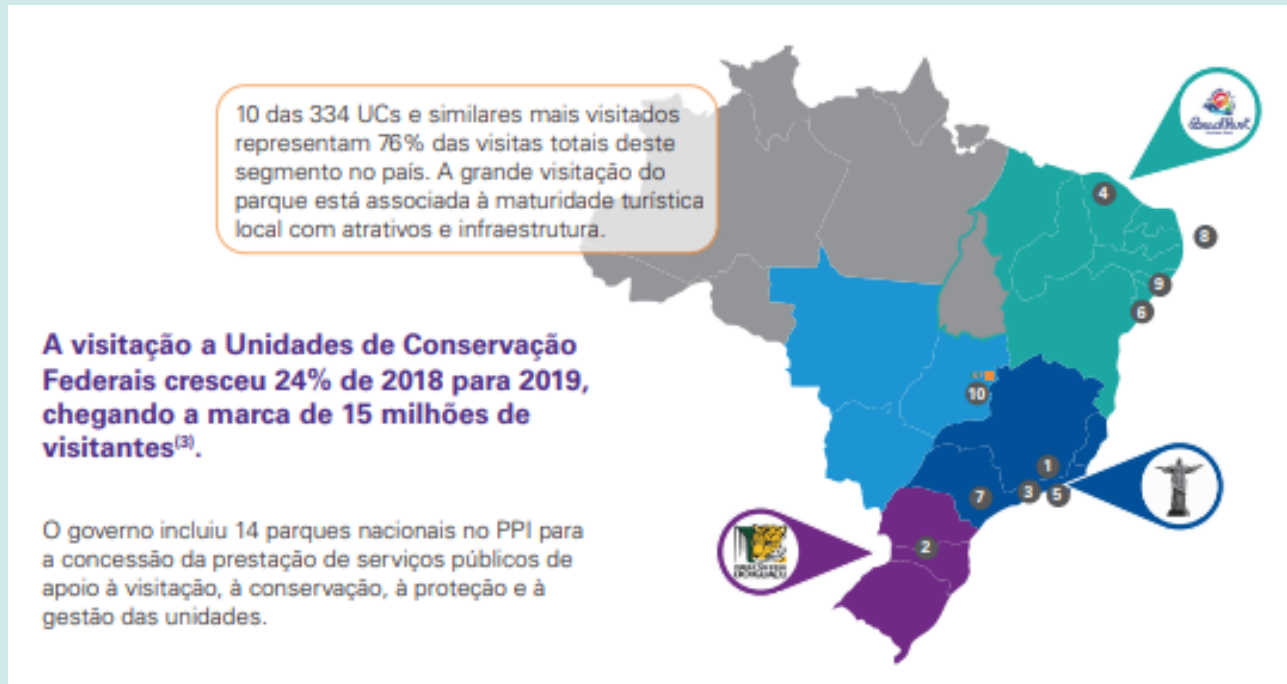 10 das 334 UCs e similares mais visitados
representam 76% das visitas totais deste
segmento no país. A grande visitação do
parque está associada à maturidade turística
local com atrativos e infraestrutura.
A visitação a Unidades de Conservação
Federais cresceu 24% de 2018 para 2019,
chegando a marca de 15 milhões de
visitantes(3).
O governo incluiu 14 parques nacionais no PPI para
a concessão da prestação de serviços públicos de
apoio à visitação, à conservação, à proteção e à
gestão das unidades.
4
8
9
6
10
1
7
3
5
2